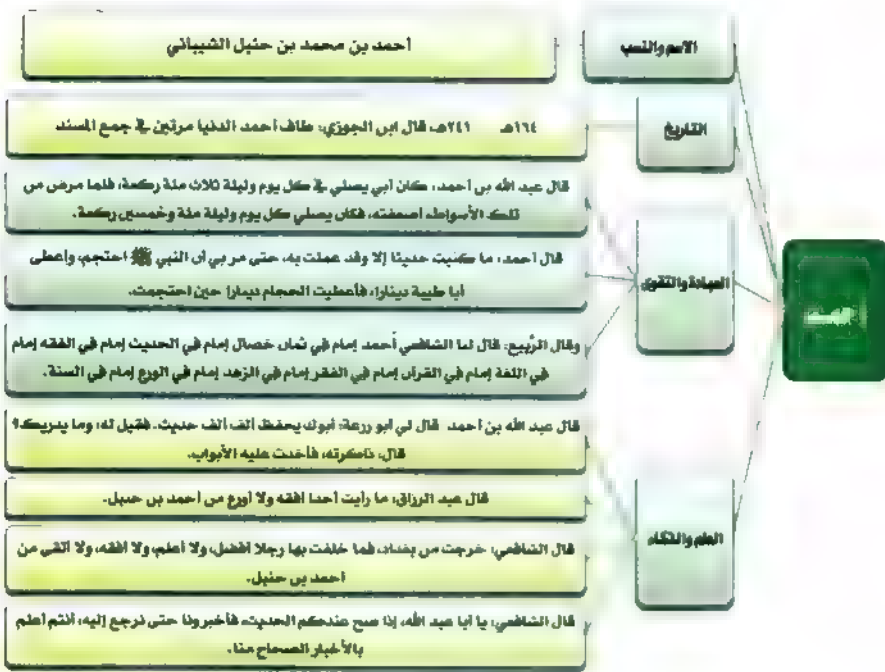 الاسم والنسب
أحمد بن محمد بن حنبل الشيباني
التاريخ
١٦٤هـ ٢٤١هـ، قال ابن الجوزي: طاف أحمد الدنيا مرتين في جمع المسند
العبادة والتقوى
قال عبد الله بن أحمد: كان أبي يصلي في كل يوم وليلة ثلاث مئة ركعة، فلما مرض من
تلك الأسواط، أضعفته، فكان يصلي كل يوم وليلة مئة وخمسين ركعة.
قال أحمد: ما كتبت حديثا إلا وقد عملت به، حتى مر بي أن النبي ﷺ احتجم، وأعطى
أبا طيبة دينارا، فأعطيت الحجام دينارا حين احتجمت.
وقال الرَّبيع: قال لنا الشافعي أحمد إمام في ثمان خصال إمام في الحديث إمام في الفقه إمام
في اللغة إمام في القرآن إمام في الفقر إمام في الزهد إمام في الورع إمام في السنة.
العلم والذكاء
قال عبد الله بن أحمد قال لي أبو زرعة: أبوك يحفظ ألف ألف حديث. فقيل له: وما يدريك؟
قال: ذاكرته، فأخذت عليه الأبواب.
قال عبد الرزاق: ما رأيت أحدا أفقه ولا أورع من أحمد بن حنبل.
قال الشافعي: خرجت من بغداد، فما خلفت بها رجلا أفضل، ولا أعلم، ولا أفقه، ولا أتقى من
أحمد بن حنبل.
قال الشافعي: يا أبا عبد الله، إذا صح عندكم الحديث، فأخبرونا حتى نرجع إليه، أنتم أعلم
بالأخبار الصحاح منا.